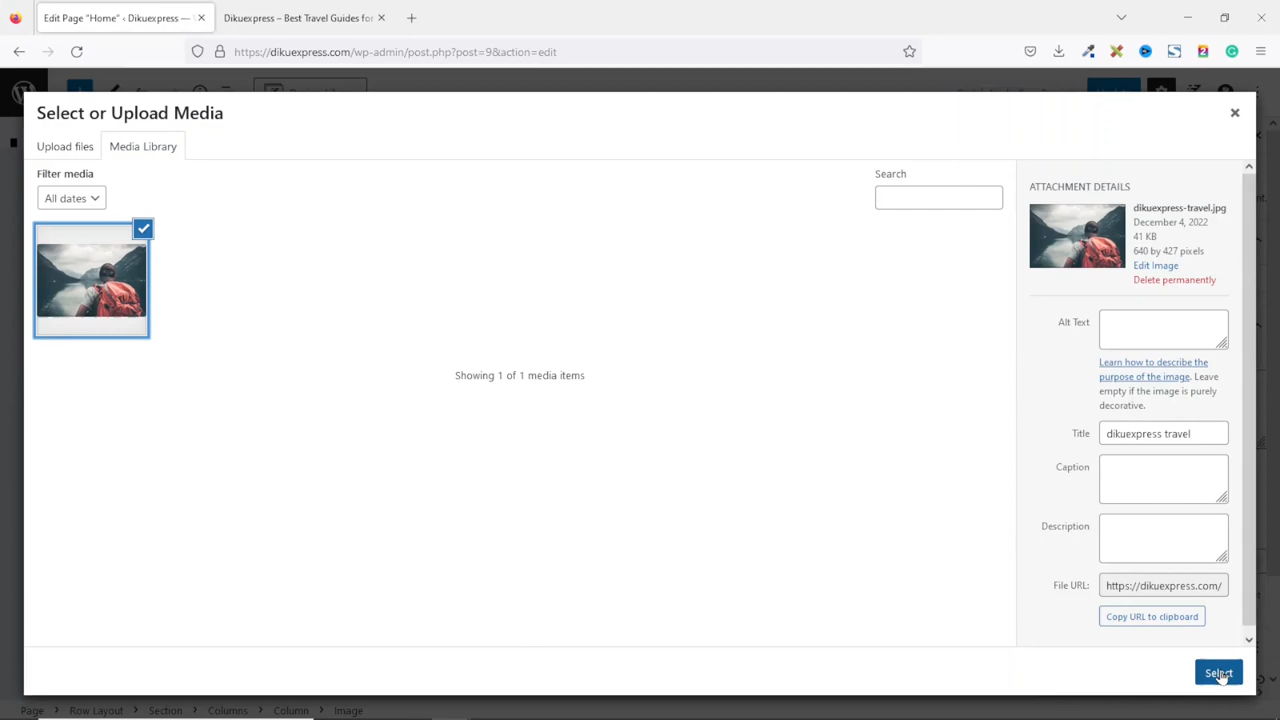 Edit Page “Home” ‹ Dikuexpress —
Dikuexpress – Best Travel Guides for
https://dikuexpress.com/wp-admin/post.php?post=9&action=edit
Select or Upload Media
Upload files
Media Library
Filter media
All dates
Search
ATTACHMENT DETAILS
dikuexpress-travel.jpg
December 4, 2022
41 KB
640 by 427 pixels
Edit Image
Delete permanently
Alt Text
Learn how to describe the
purpose of the image. Leave
empty if the image is purely
decorative.
Showing 1 of 1 media items
Title
dikuexpress travel
Caption
Description
File URL:
https://dikuexpress.com/
Copy URL to clipboard
Select
Page
Row Layout
Section
Columns
Column
Image